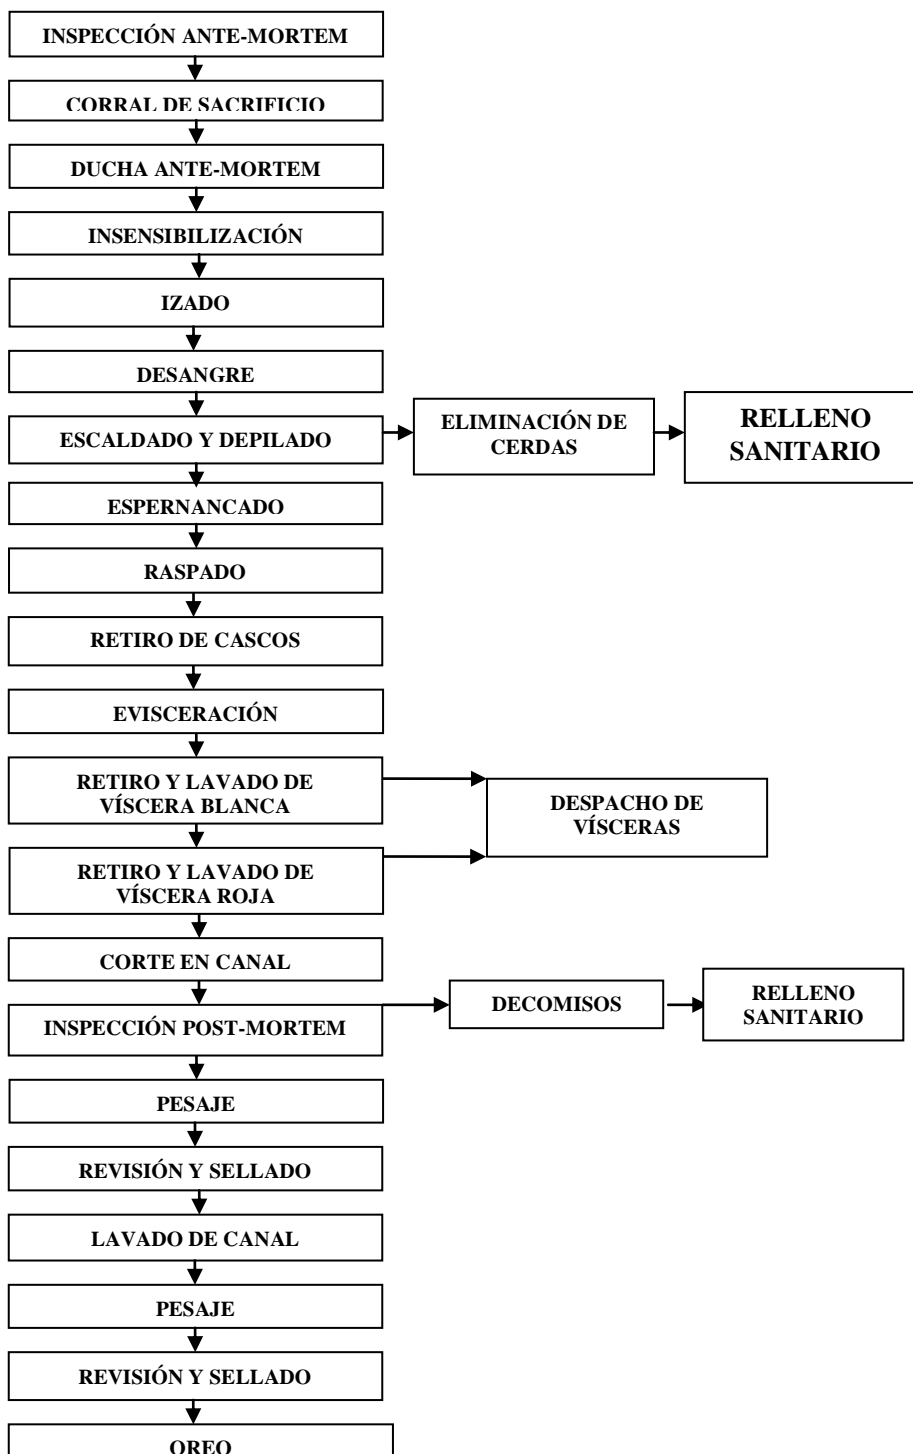 INSPECCIÓN ANTE-MORTEM
CORRAL DE SACRIFICIO
DUCHA ANTE-MORTEM
INSENSIBILIZACIÓN
IZADO
DESANGRE
ESCALDADO Y DEPILADO
ELIMINACIÓN DE
CERDAS
RELLENO
SANITARIO
ESPERNANCADO
RASPADO
RETIRO DE CASCOS
EVISCERACIÓN
RETIRO Y LAVADO DE
VÍSCERA BLANCA
DESPACHO DE
VÍSCERAS
RETIRO Y LAVADO DE
VÍSCERA ROJA
CORTE EN CANAL
INSPECCIÓN POST-MORTEM
DECOMISOS
RELLENO
SANITARIO
PESAJE
REVISIÓN Y SELLADO
LAVADO DE CANAL
PESAJE
REVISIÓN Y SELLADO
OREO